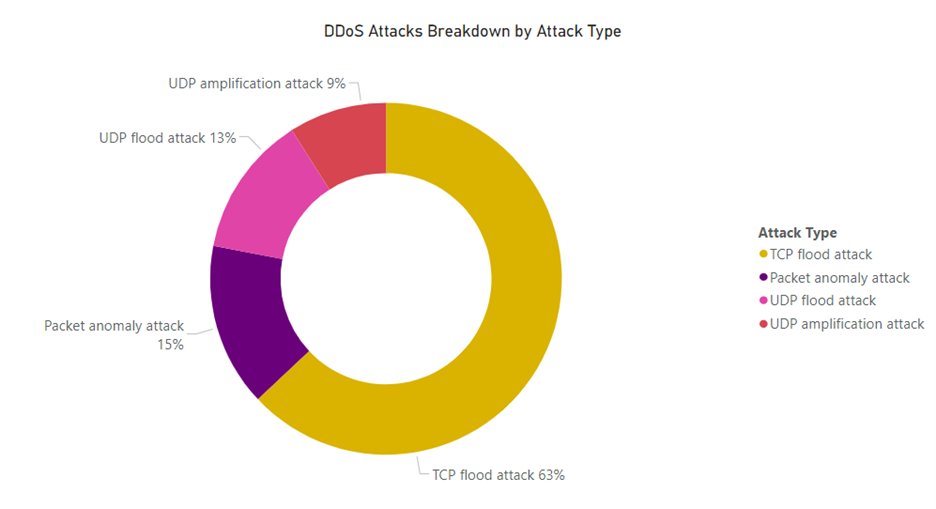 DDoS Attacks Breakdown by Attack Type
UDP amplification attack 9%
UDP flood attack 13%
Packet anomaly attack
15%
TCP flood attack 63%
Attack Type
TCP flood attack
Packet anomaly attack
UDP flood attack
UDP amplification attack